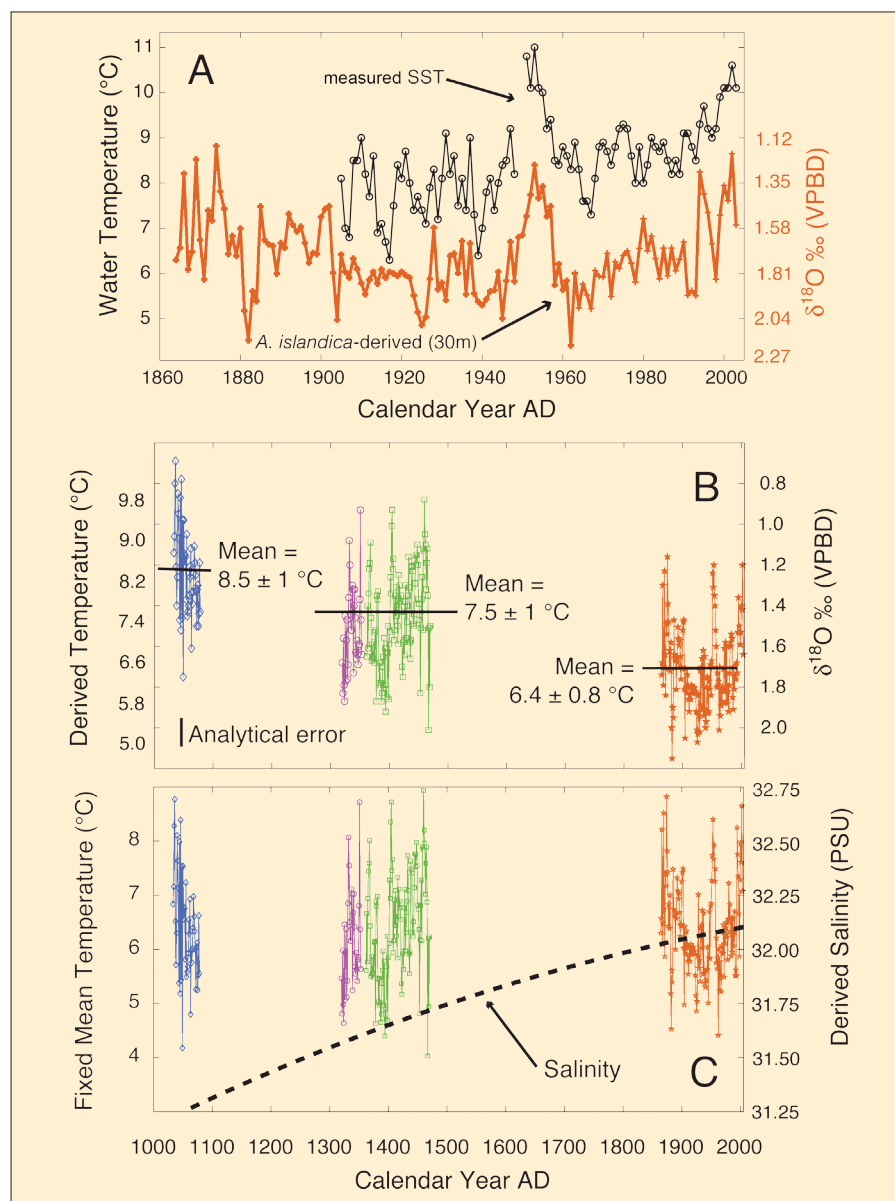 A
measured SST
11
10
9
8
7
6
5
Water Temperature (°C)
1.12
1.35
1.58
1.81
2.04
2.27
δ18O ‰ (VPBD)
A. islandica-derived (30m)
1860 1880 1900 1920 1940 1960 1980 2000
Calendar Year AD
B
9.8
9.0
8.2
7.4
6.6
5.8
5.0
Derived Temperature (°C)
Mean =
8.5 ± 1 °C
Mean =
7.5 ± 1 °C
Mean =
6.4 ± 0.8 °C
Analytical error
0.8
1.0
1.2
1.4
1.6
1.8
2.0
δ18O ‰ (VPBD)
8
7
6
5
4
Fixed Mean Temperature (°C)
Salinity
C
32.75
32.50
32.25
32.00
31.75
31.50
31.25
Derived Salinity (PSU)
1000 1100 1200 1300 1400 1500 1600 1700 1800 1900 2000
Calendar Year AD